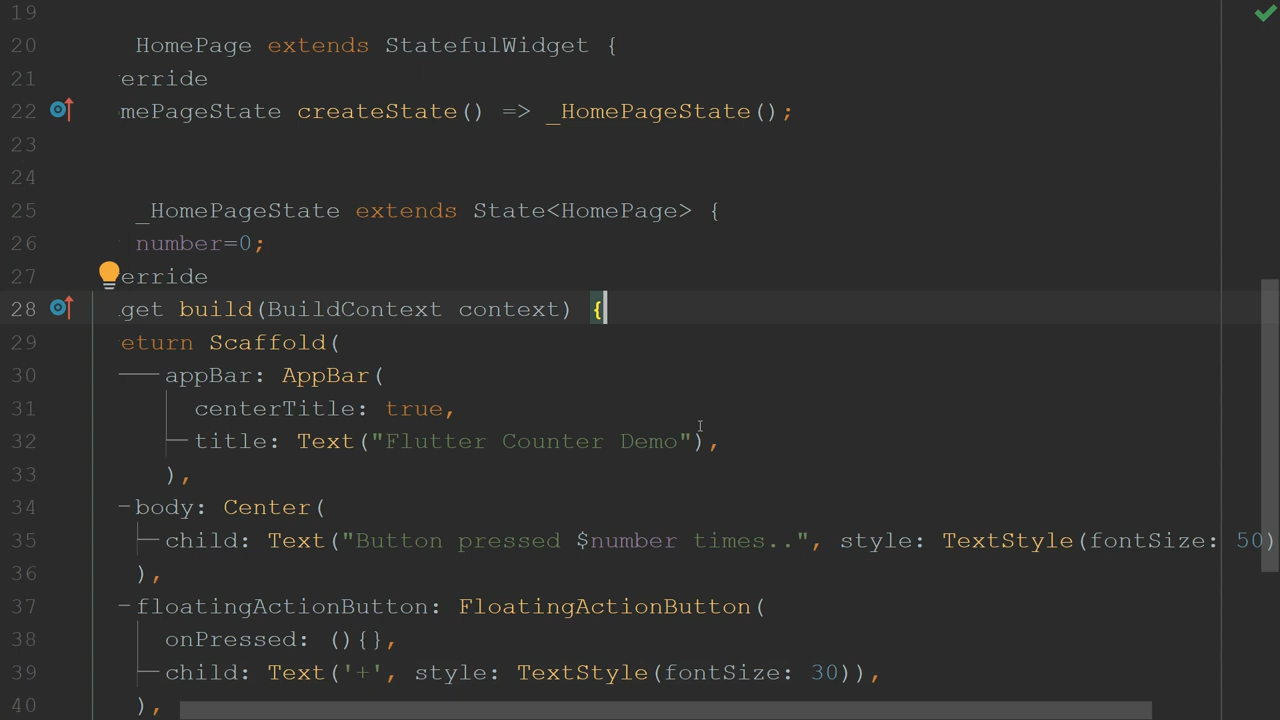 19
20 HomePage extends StatefulWidget {
21 erride
22 mePageState createState() => _HomePageState();
23
24
25 _HomePageState extends State<HomePage> {
26 number=0;
27 erride
28 get build(BuildContext context) {
29 eturn Scaffold(
30 appBar: AppBar(
31 centerTitle: true,
32 title: Text("Flutter Counter Demo"),
33 ),
34 body: Center(
35 child: Text("Button pressed $number times..", style: TextStyle(fontSize: 50)
36 ),
37 floatingActionButton: FloatingActionButton(
38 onPressed: (){},
39 child: Text('+', style: TextStyle(fontSize: 30)),
40 ),